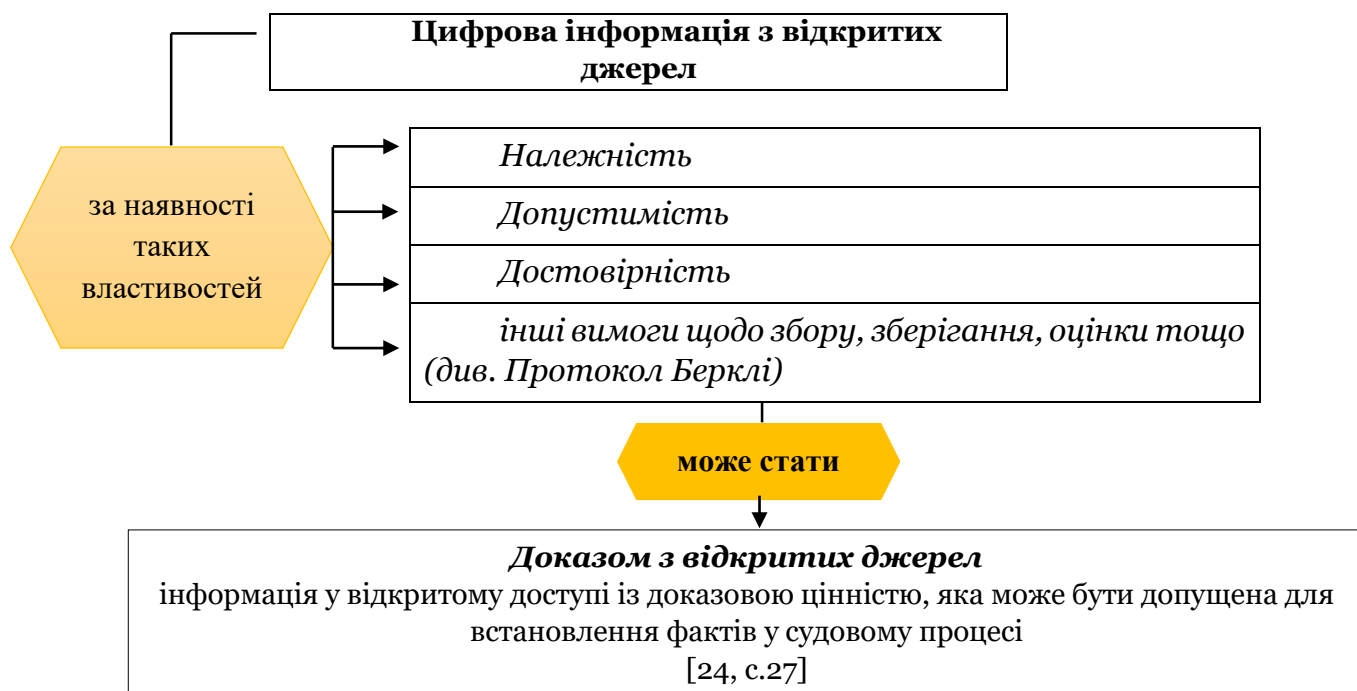 Цифрова інформація з відкритих
джерел
за наявності
таких
властивостей
Належність
Допустимість
Достовірність
інші вимоги щодо збору, зберігання, оцінки тощо
(див. Протокол Берклі)
може стати
Доказом з відкритих джерел
інформація у відкритому доступі із доказовою цінністю, яка може бути допущена для
встановлення фактів у судовому процесі
[24, с.27]